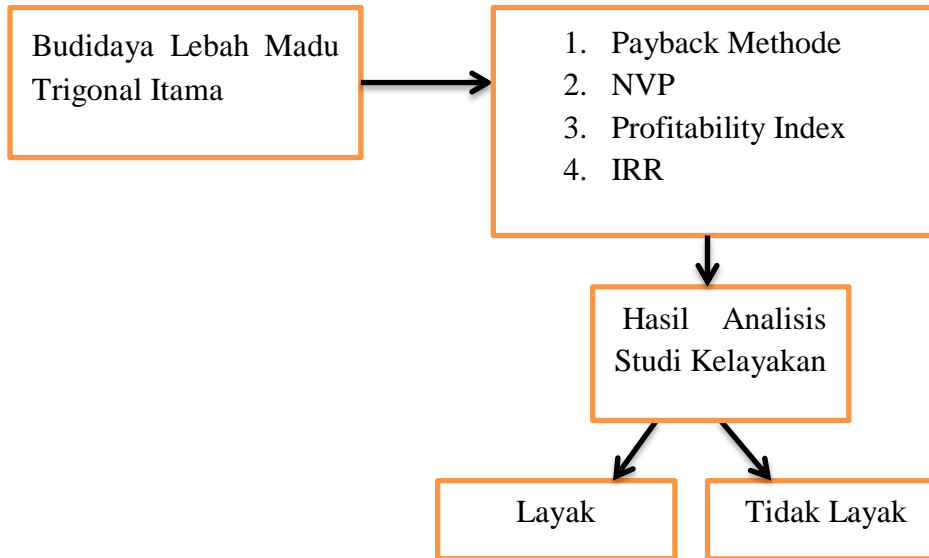 Budidaya Lebah Madu
Trigonal Itama
1. Payback Methode
2. NVP
3. Profitability Index
4. IRR
Hasil Analisis
Studi Kelayakan
Layak
Tidak Layak